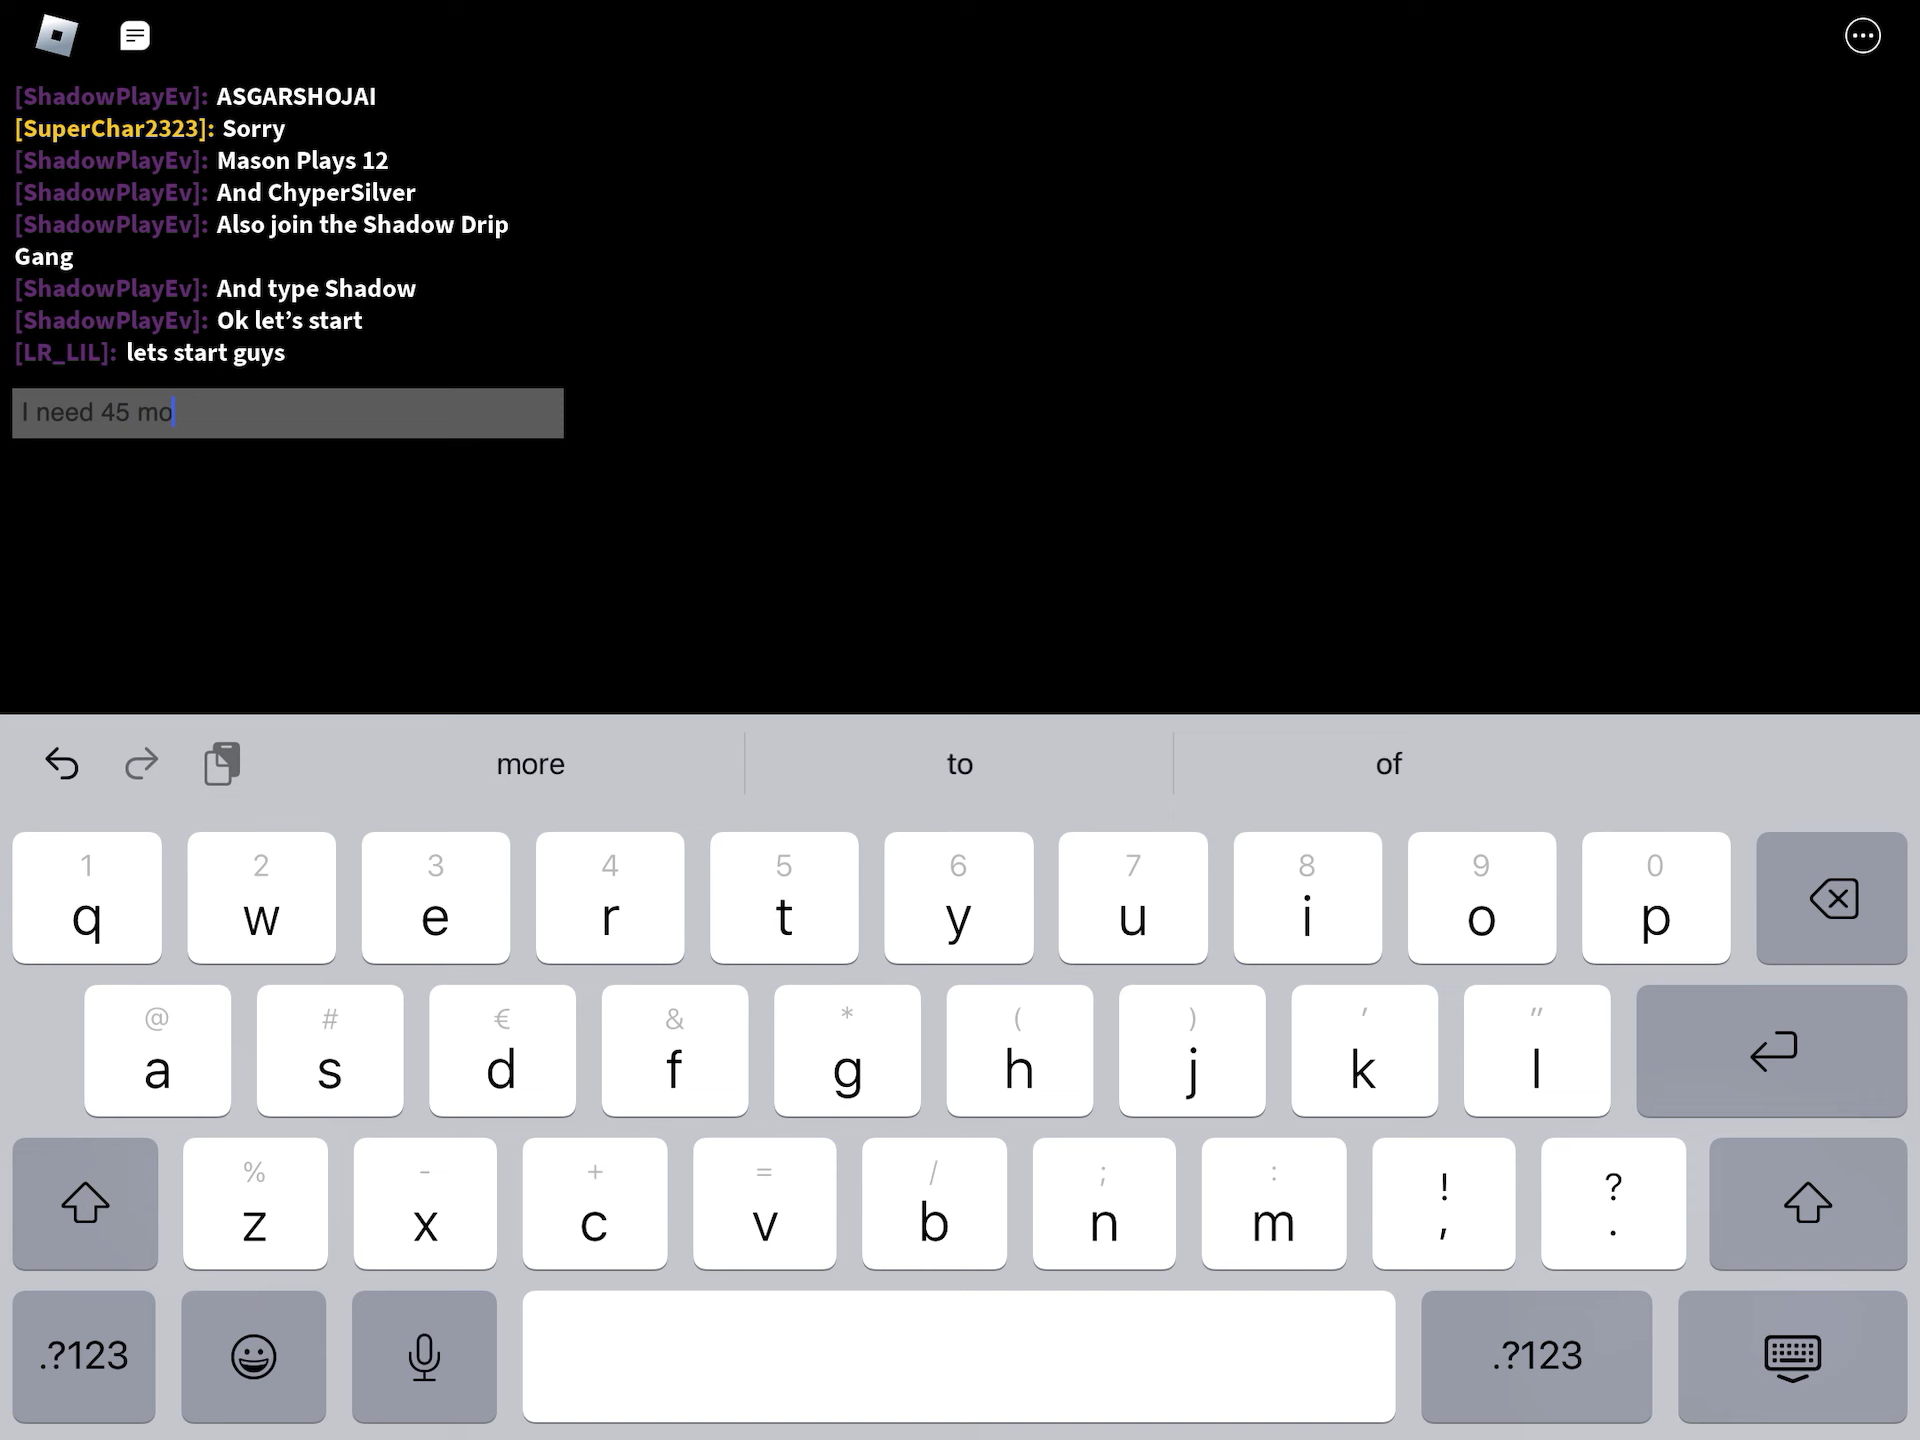 [ShadowPlayEv]: ASGARSHOJAI
[SuperChar2323]: Sorry
[ShadowPlayEv]: Mason Plays 12
[ShadowPlayEv]: And ChyperSilver
[ShadowPlayEv]: Also join the Shadow Drip
Gang
[ShadowPlayEv]: And type Shadow
[ShadowPlayEv]: Ok let’s start
[LR_LIL]: lets start guys
I need 45 mo
more to of
1 2 3 4 5 6 7 8 9 0
q w e r t y u i o p
@ # € & * ( ) ′ ″
a s d f g h j k l
% - + = / ; : ! ?
z x c v b n m , .
.?123 .?123